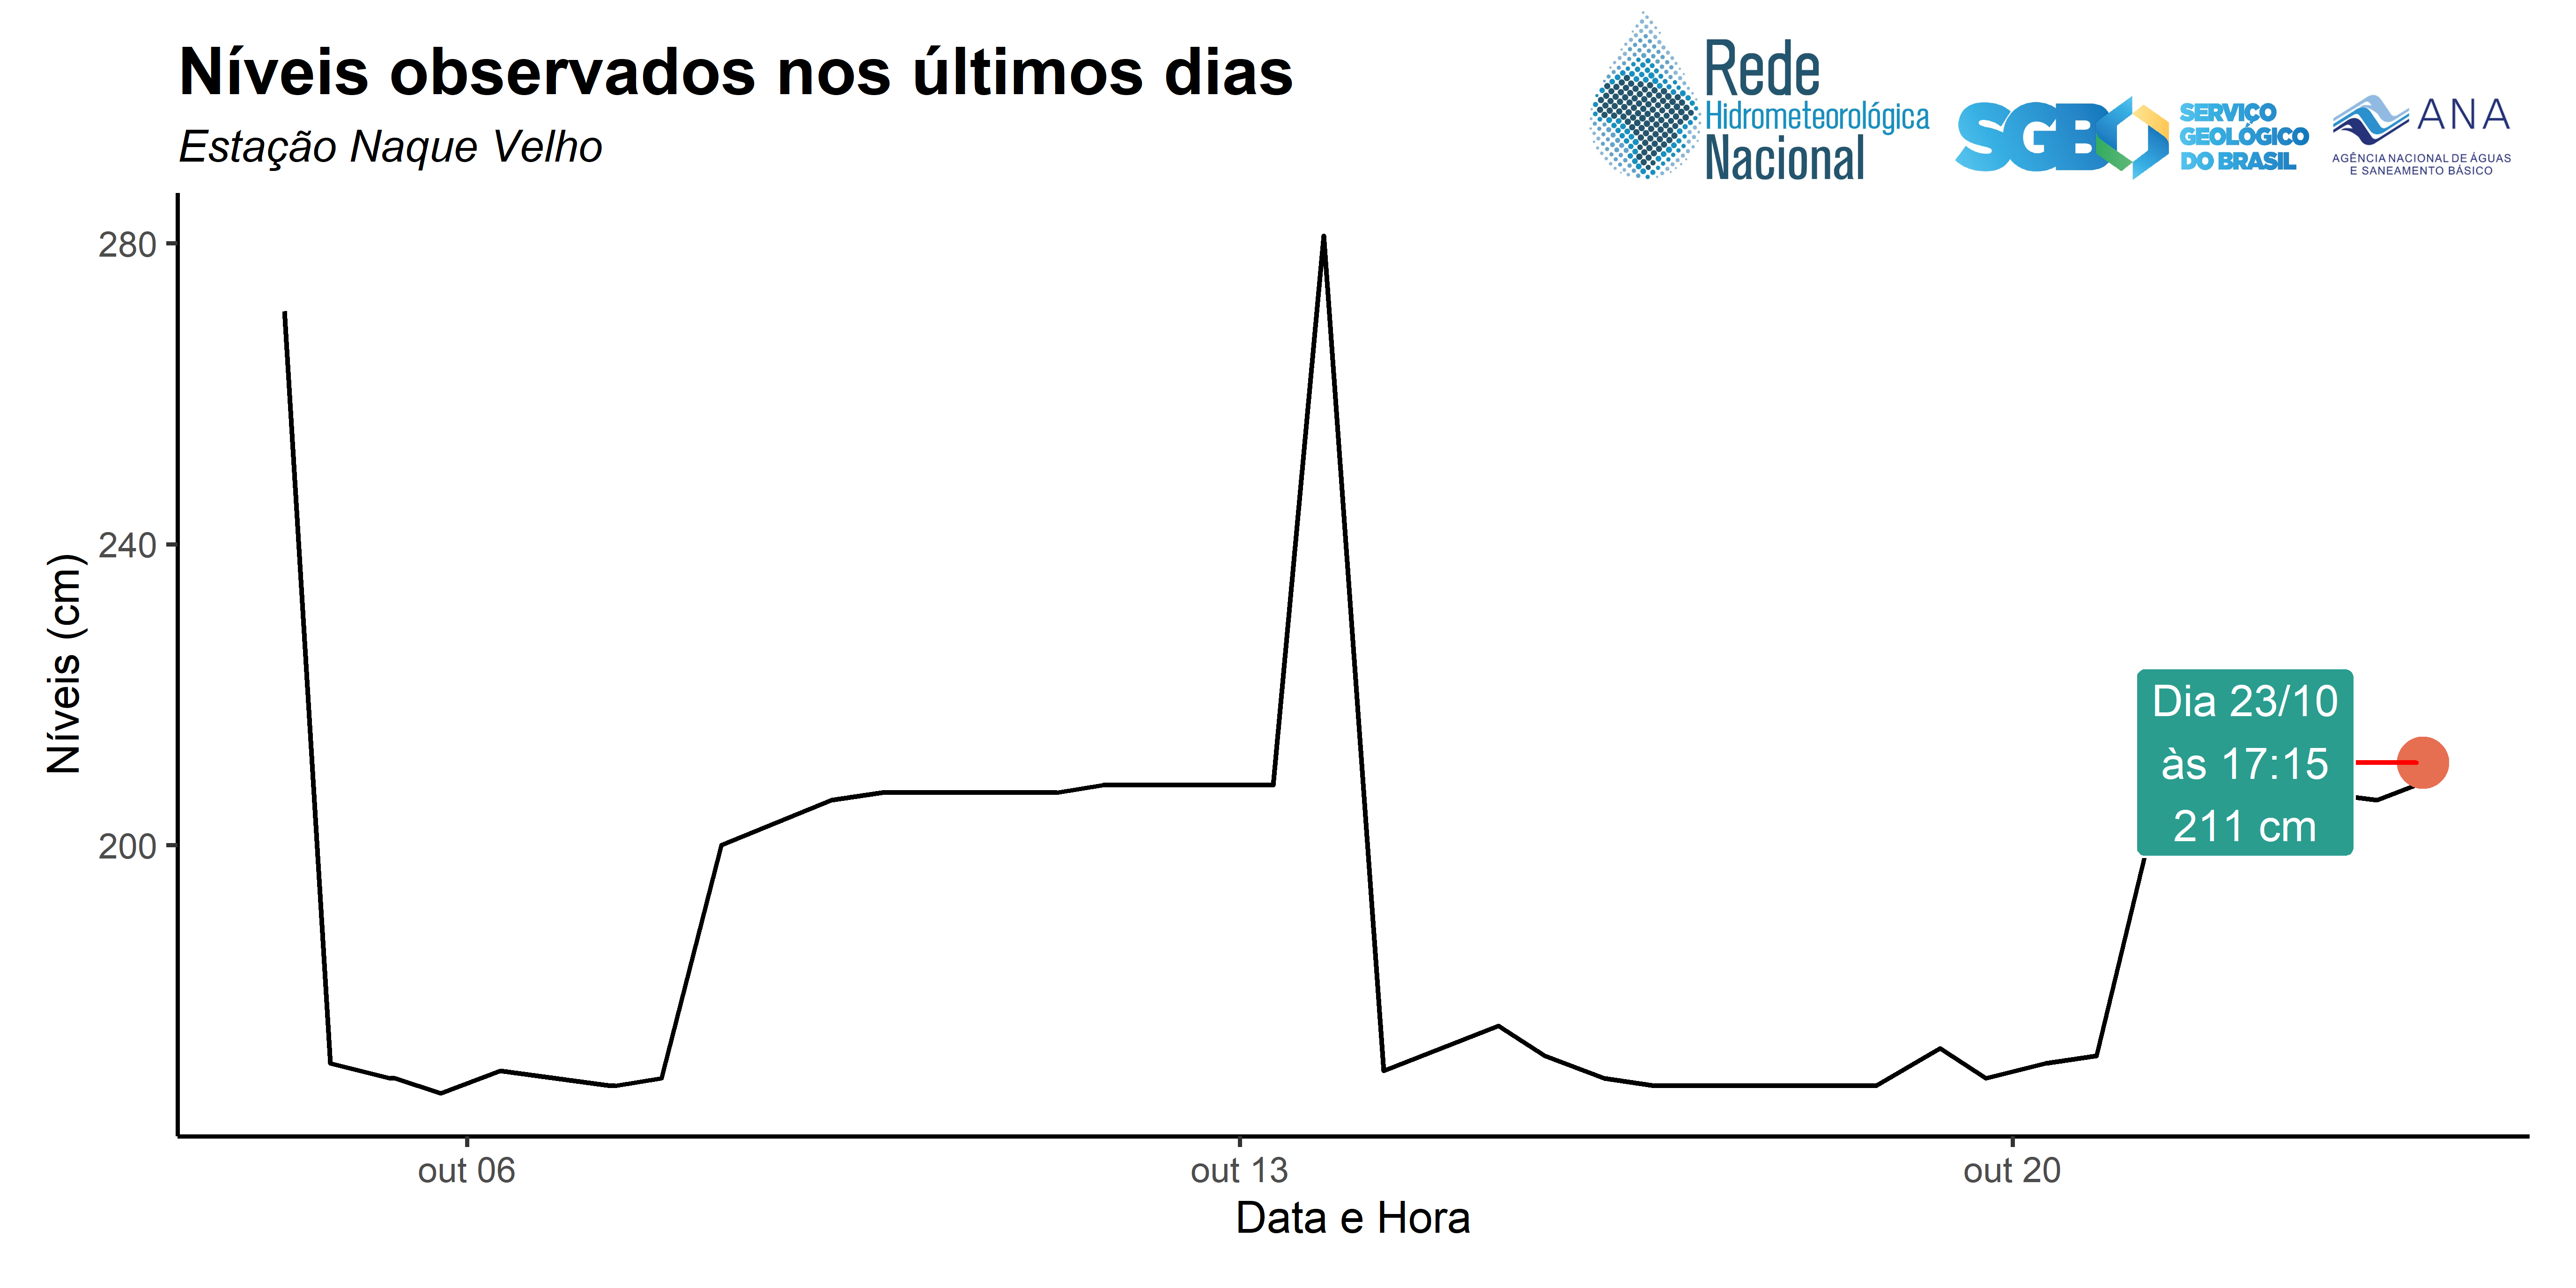 Níveis observados nos últimos dias
Estação Naque Velho
Rede
Hidrometeorológica
Nacional
SGB
SERVIÇO
GEOLÓGICO
DO BRASIL
ANA
AGÊNCIA NACIONAL DE ÁGUAS
E SANEAMENTO BÁSICO
Níveis (cm)
280
240
200
Dia 23/10
às 17:15
211 cm
out 06
out 13
out 20
Data e Hora